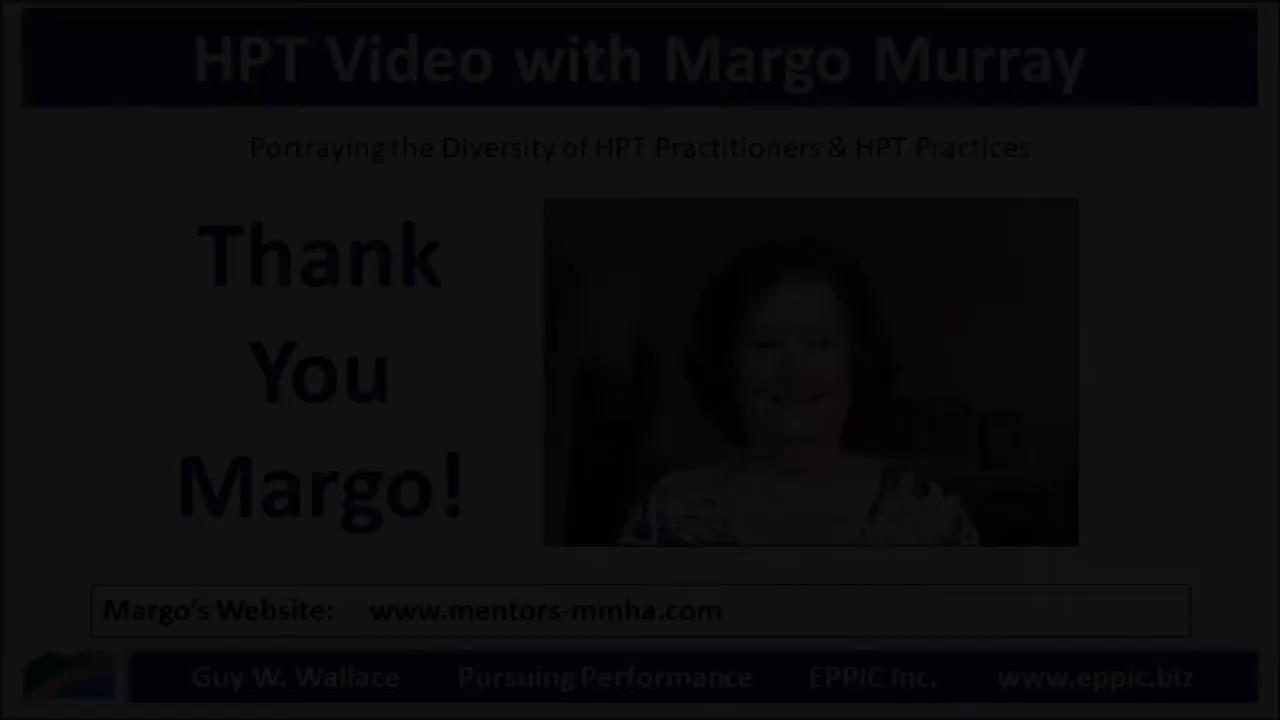 HPT Video with Margo Murray
Portraying the Diversity of HPT Practitioners & HPT Practices
Thank
You
Margo!
Margo's Website: www.mentors-mmha.com
Guy W. Wallace Pursuing Performance EPPIC Inc. www.eppic.biz